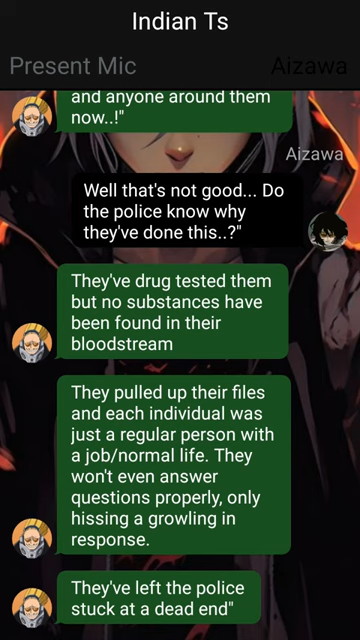 Indian Ts
Present Mic
Aizawa
and anyone around them
now..!"
Aizawa
Well that's not good... Do
the police know why
they've done this..?"
They've drug tested them
but no substances have
been found in their
bloodstream
They pulled up their files
and each individual was
just a regular person with
a job/normal life. They
won't even answer
questions properly, only
hissing a growling in
response.
They've left the police
stuck at a dead end"